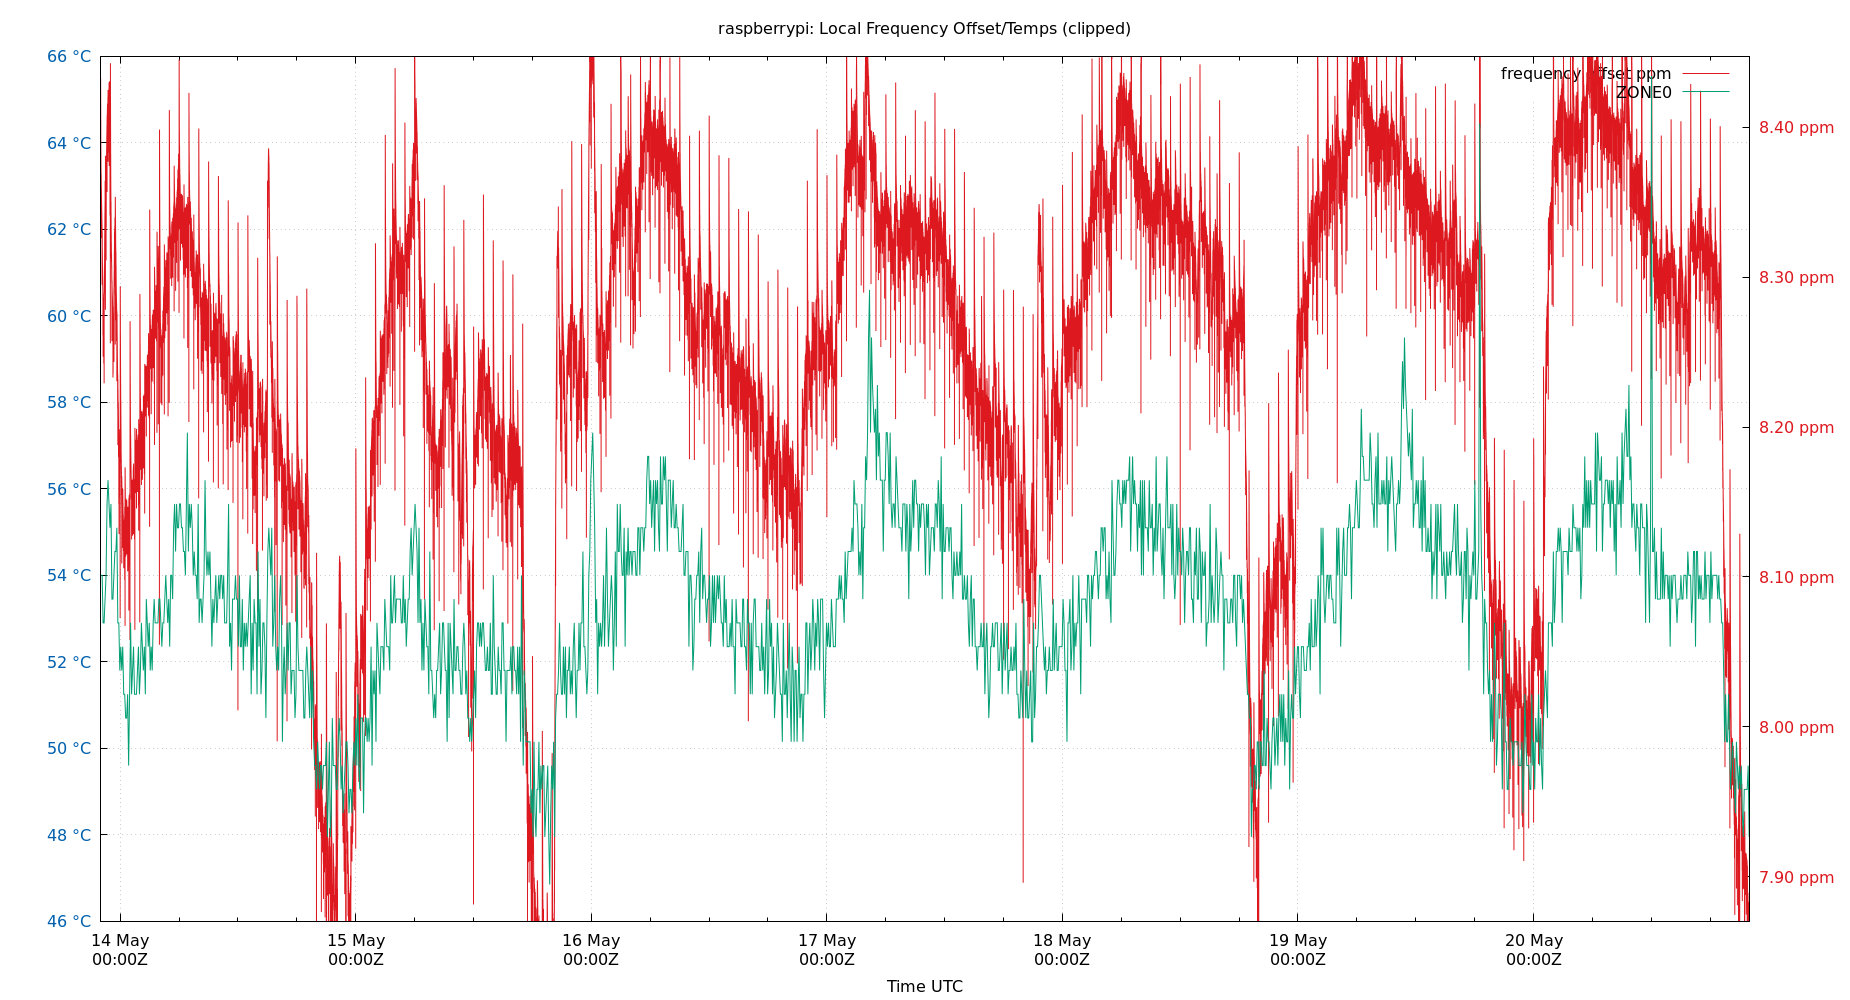 raspberrypi: Local Frequency Offset/Temps (clipped)
66 °C
64 °C
62 °C
60 °C
58 °C
56 °C
54 °C
52 °C
50 °C
48 °C
46 °C
frequency offset ppm
ZONE0
8.40 ppm
8.30 ppm
8.20 ppm
8.10 ppm
8.00 ppm
7.90 ppm
14 May
00:00Z
15 May
00:00Z
16 May
00:00Z
17 May
00:00Z
18 May
00:00Z
19 May
00:00Z
20 May
00:00Z
Time UTC